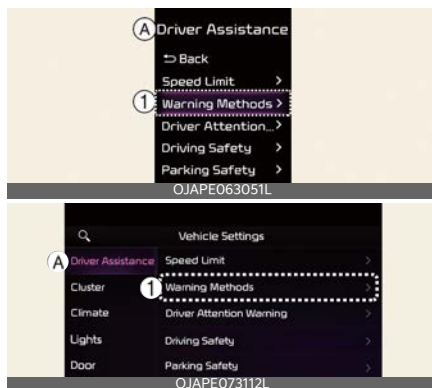 A Driver Assistance
Back
Speed Limit >
1 Warning Methods >
Driver Attention... >
Driving Safety >
Parking Safety >
OJAPE063051L
Vehicle Settings
A Driver Assistance Speed Limit >
Cluster 1 Warning Methods >
Climate Driver Attention Warning >
Lights Driving Safety >
Door Parking Safety >
OJAPE073112L